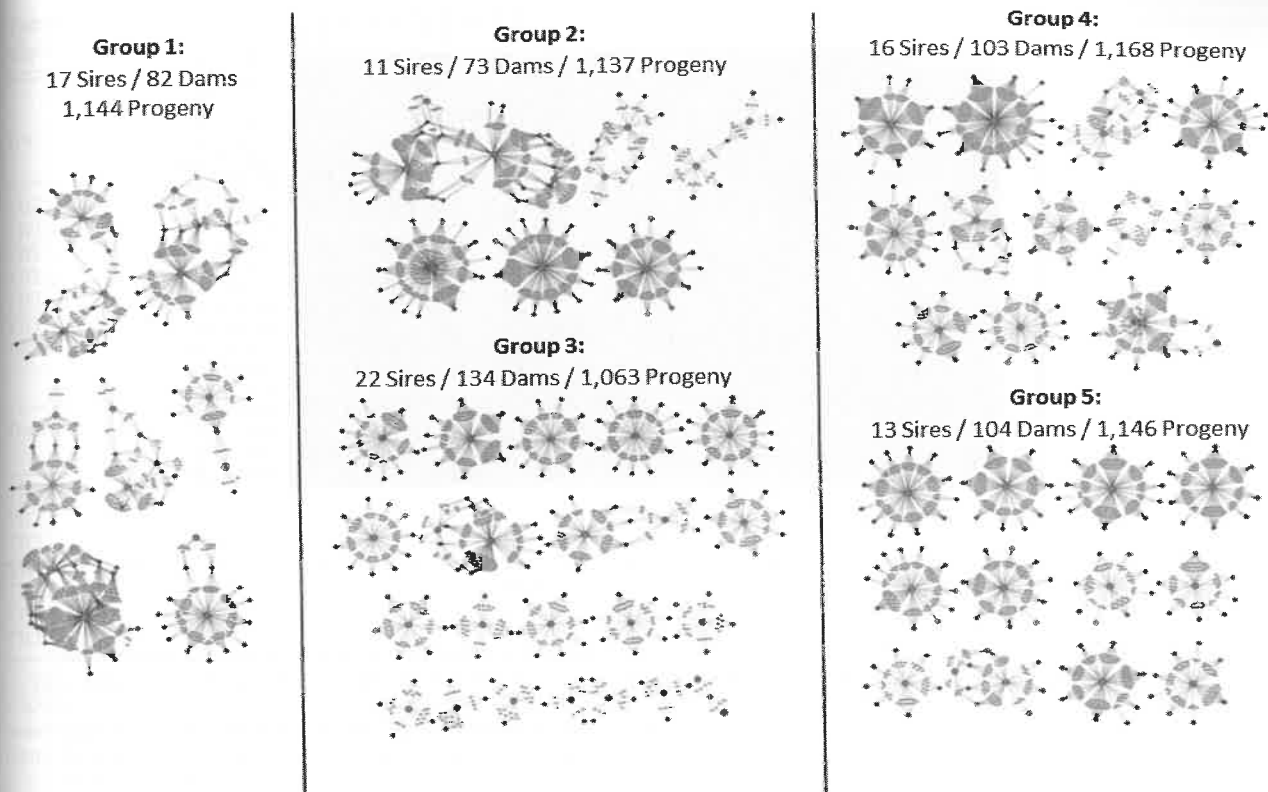 Group 1:
17 Sires / 82 Dams
1,144 Progeny
Group 2:
11 Sires / 73 Dams / 1,137 Progeny
Group 3:
22 Sires / 134 Dams / 1,063 Progeny
Group 4:
16 Sires / 103 Dams / 1,168 Progeny
Group 5:
13 Sires / 104 Dams / 1,146 Progeny